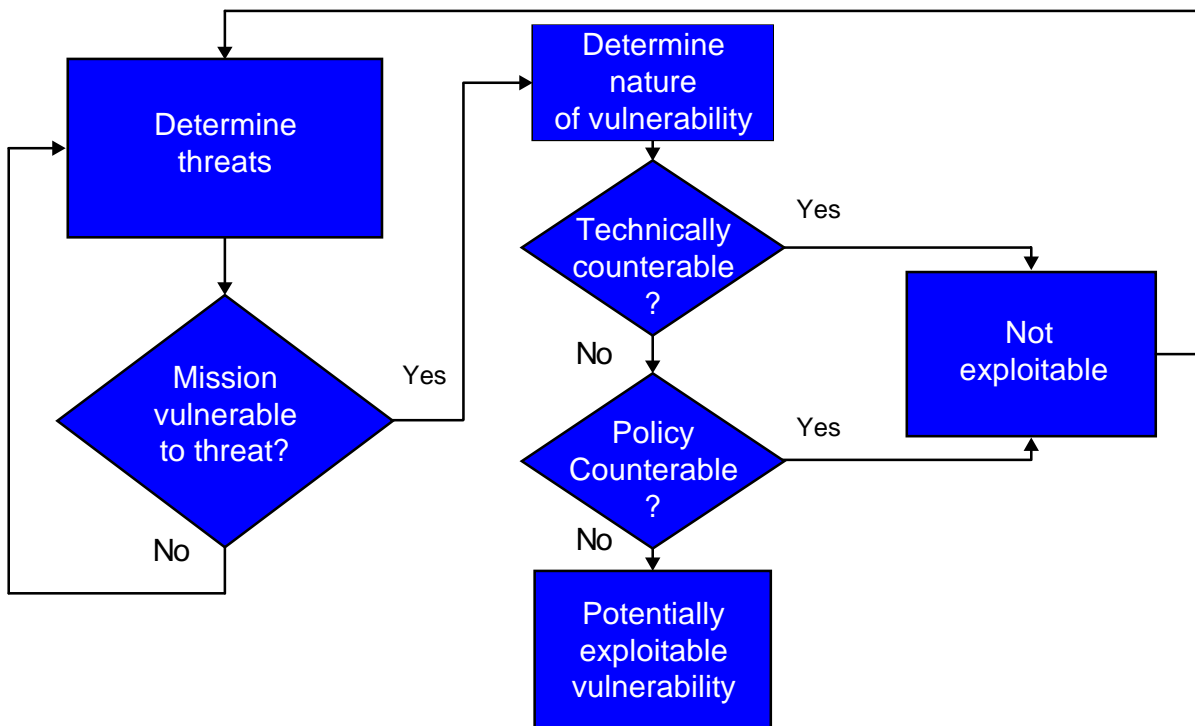 Determine
threats
Mission
vulnerable
to threat?
No
Yes
Determine
nature
of vulnerability
Technically
counterable
?
Yes
No
Policy
Counterable
?
Yes
No
Not
exploitable
Potentially
exploitable
vulnerability